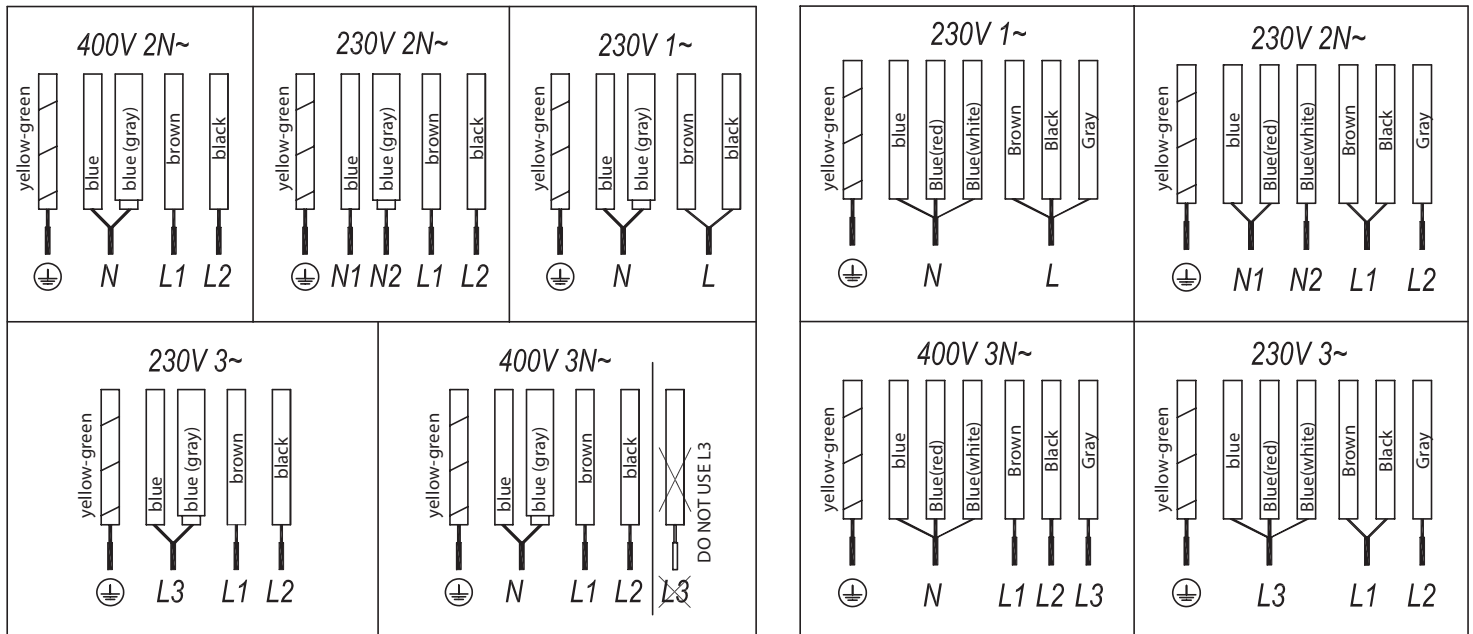 400V 2N~
yellow-green
blue
blue (gray)
brown
black
N L1 L2
230V 2N~
yellow-green
blue
blue (gray)
brown
black
N1 N2 L1 L2
230V 1~
yellow-green
blue
blue (gray)
brown
black
N L
230V 3~
yellow-green
blue
blue (gray)
brown
black
L3 L1 L2
400V 3N~
yellow-green
blue
blue (gray)
brown
black
DO NOT USE L3
N L1 L2 L3
230V 1~
yellow-green
blue
Blue(red)
Blue(white)
Brown
Black
Gray
N L
230V 2N~
yellow-green
blue
Blue(red)
Blue(white)
Brown
Black
Gray
N1 N2 L1 L2
400V 3N~
yellow-green
blue
Blue(red)
Blue(white)
Brown
Black
Gray
N L1 L2 L3
230V 3~
yellow-green
blue
Blue(red)
Blue(white)
Brown
Black
Gray
L3 L1 L2